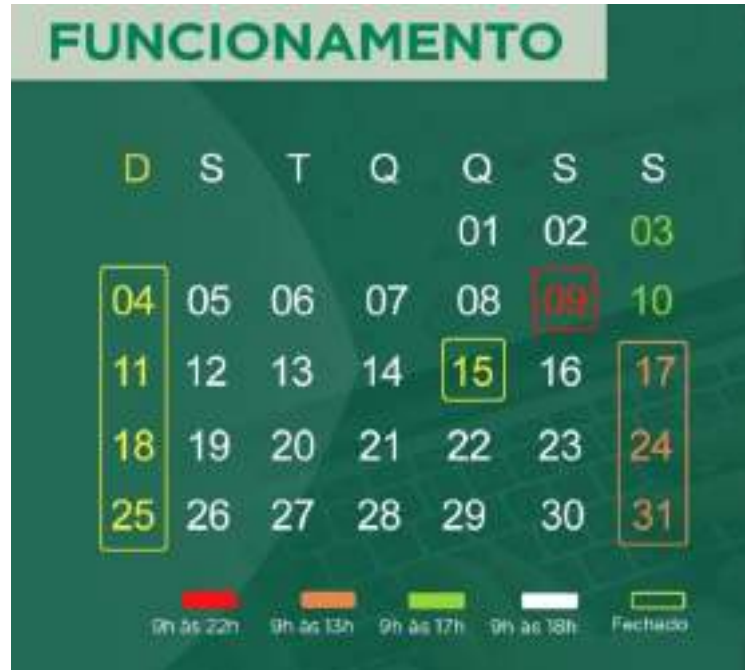 FUNCIONAMENTO
D S T Q Q S S
01 02 03
04 05 06 07 08 09 10
11 12 13 14 15 16 17
18 19 20 21 22 23 24
25 26 27 28 29 30 31
9h às 22h 9h às 13h 9h às 17h 9h às 18h Fechado